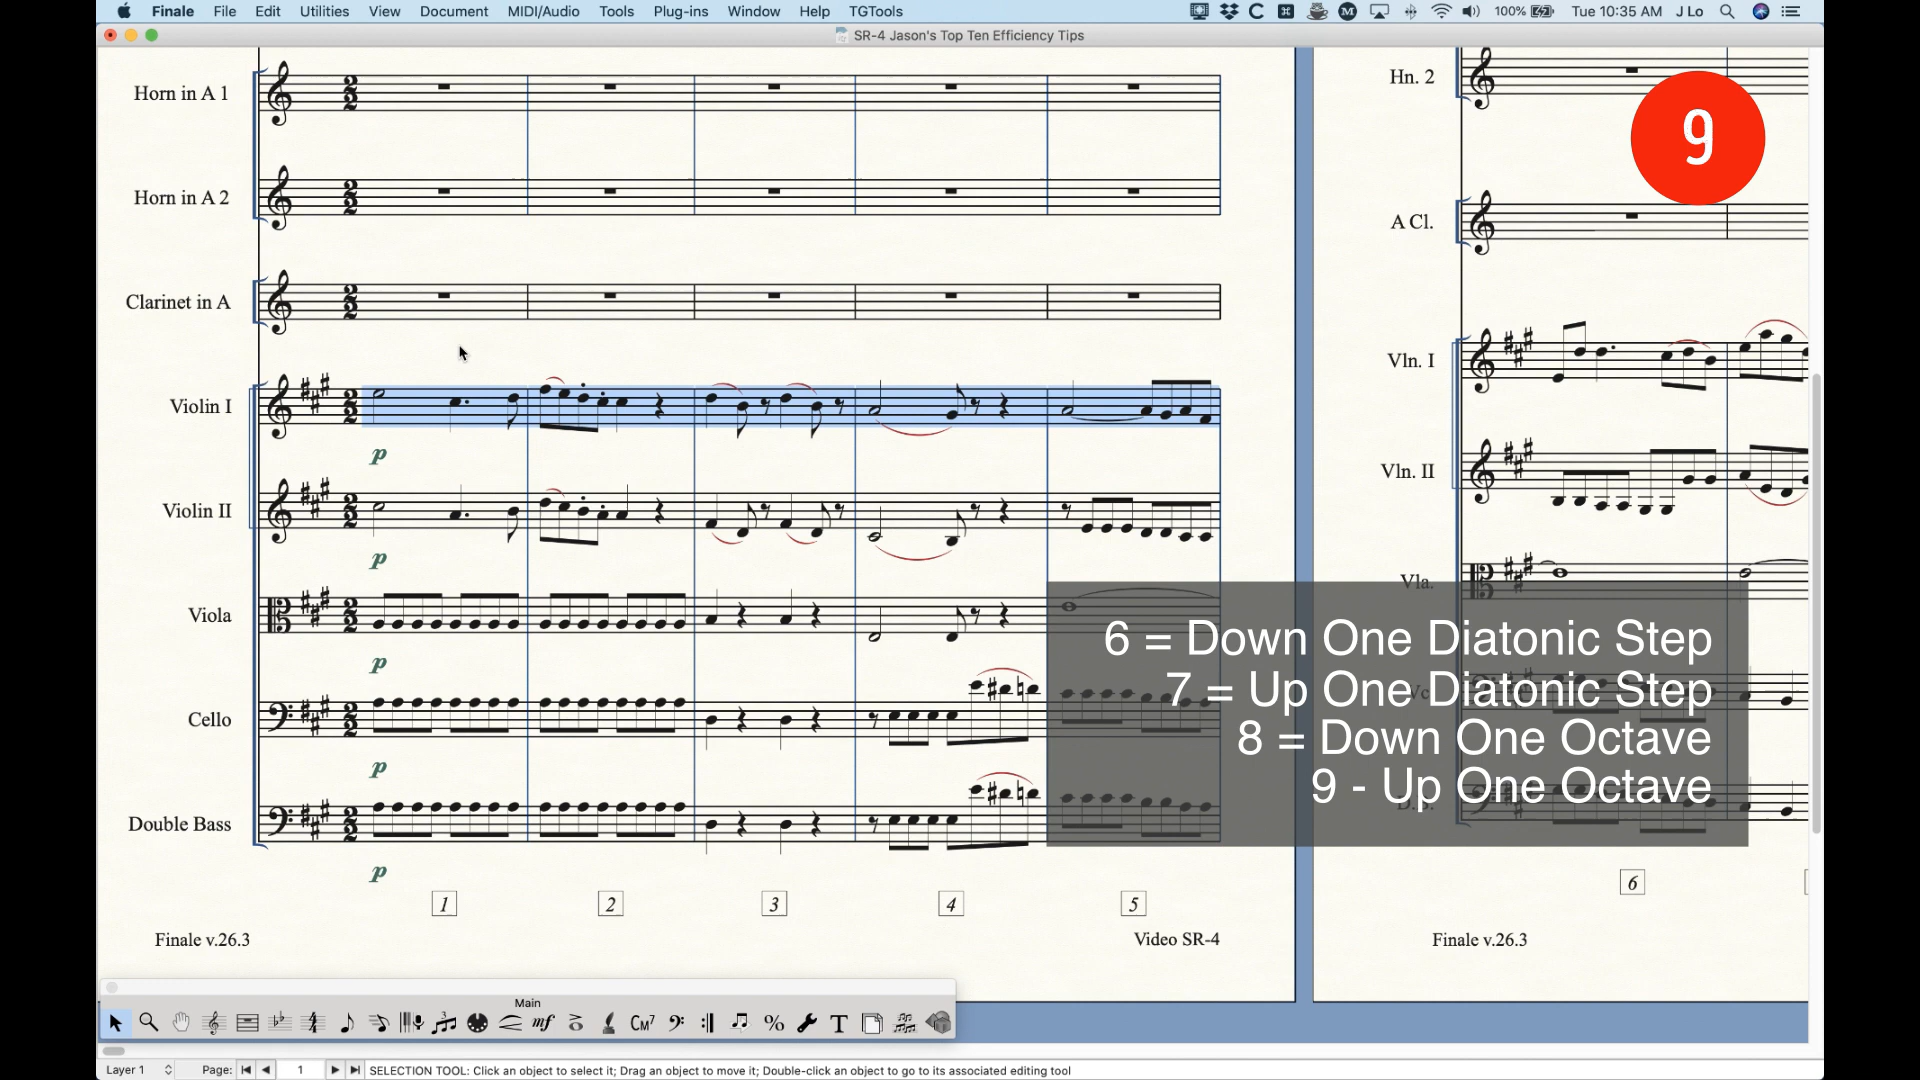 Finale File Edit Utilities View Document MIDI/Audio Tools Plug-ins Window Help TGTools 100% Tue 10:35 AM J Lo
SR-4 Jason's Top Ten Efficiency Tips
Horn in A 1
Hn. 2
9
Horn in A 2
A Cl.
Clarinet in A
Vln. I
Violin I
p
Vln. II
Violin II
p
Vla.
Viola
p
6 = Down One Diatonic Step
7 = Up One Diatonic Step
8 = Down One Octave
9 - Up One Octave
Vc.
Cello
p
D.B.
Double Bass
p
1 2 3 4 5 6
Finale v.26.3 Video SR-4 Finale v.26.3
Main
mf CM7 % T
Layer 1 Page: 1 SELECTION TOOL: Click an object to select it; Drag an object to move it; Double-click an object to go to its associated editing tool